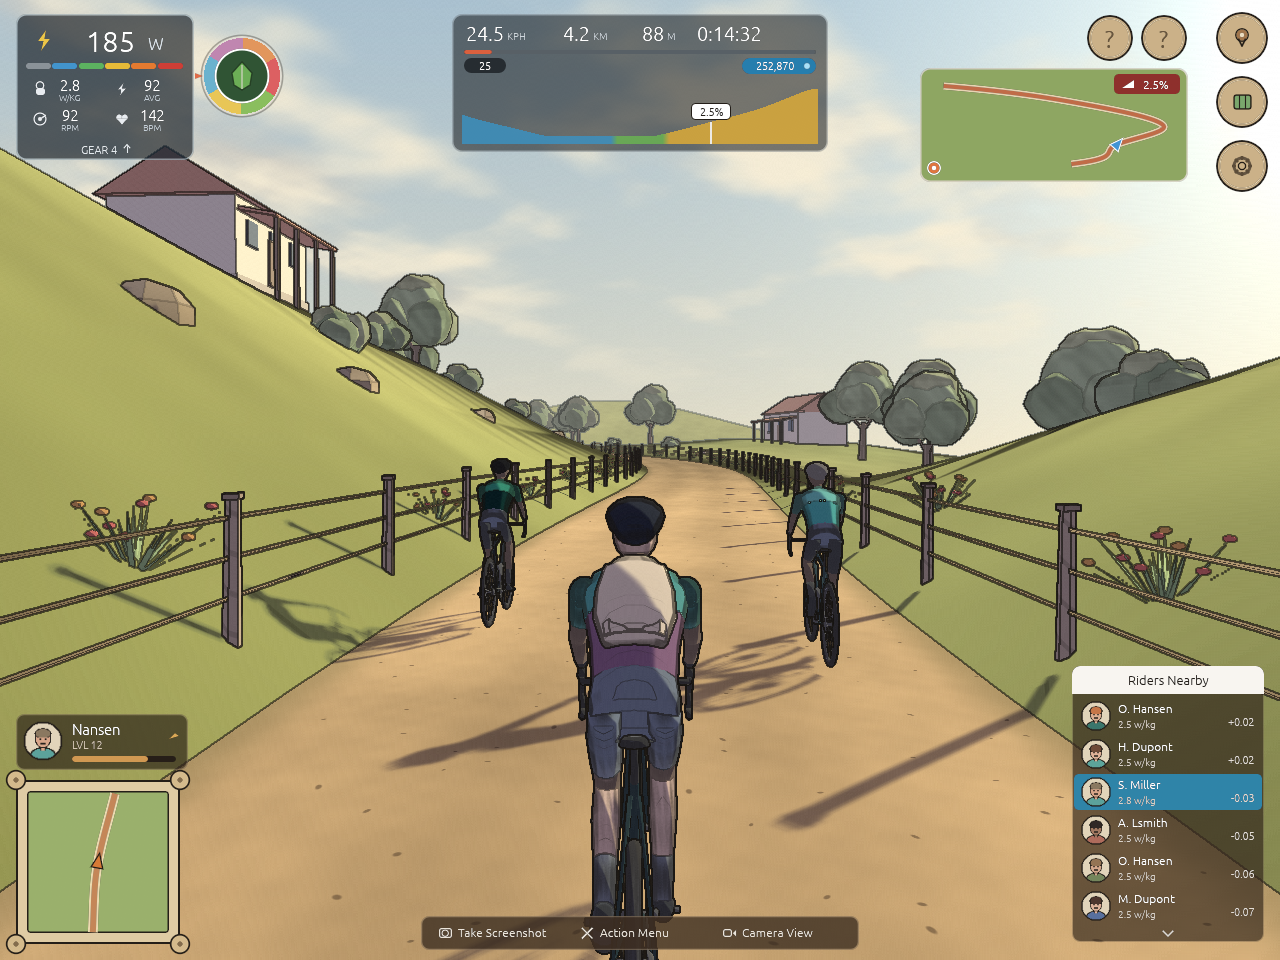 185 W
2.8 W/KG
92 AVG
92 RPM
142 BPM
GEAR 4
24.5 KPH 4.2 KM 88 M 0:14:32
25
252,870
2.5%
? ?
2.5%
Nansen
LVL 12
Riders Nearby
O. Hansen
2.5 w/kg +0.02
H. Dupont
2.5 w/kg +0.02
S. Miller
2.8 w/kg -0.03
A. Lsmith
2.5 w/kg -0.05
O. Hansen
2.5 w/kg -0.06
M. Dupont
2.5 w/kg -0.07
Take Screenshot Action Menu Camera View